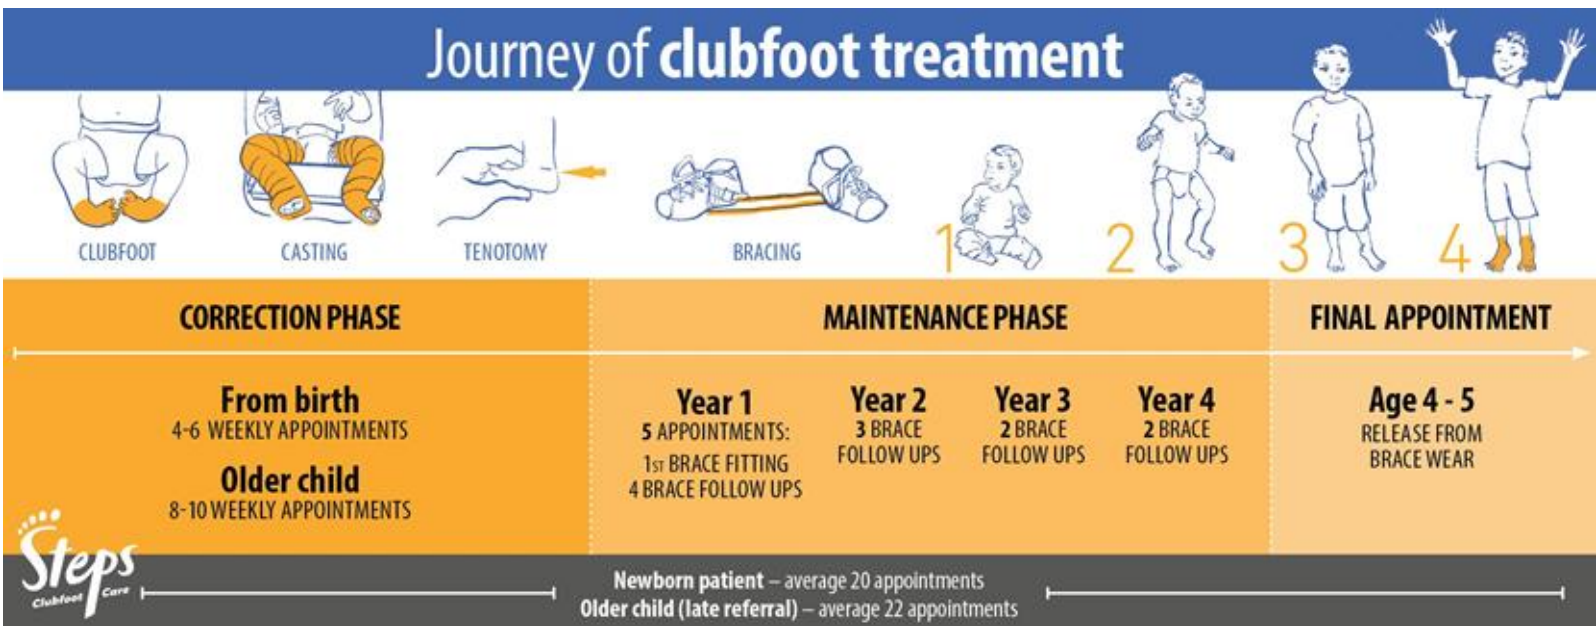 Journey of clubfoot treatment
CLUBFOOT
CASTING
TENOTOMY
BRACING
1
2
3
4
CORRECTION PHASE
MAINTENANCE PHASE
FINAL APPOINTMENT
From birth
4-6 WEEKLY APPOINTMENTS
Older child
8-10 WEEKLY APPOINTMENTS
Year 1
5 APPOINTMENTS:
1ST BRACE FITTING
4 BRACE FOLLOW UPS
Year 2
3 BRACE
FOLLOW UPS
Year 3
2 BRACE
FOLLOW UPS
Year 4
2 BRACE
FOLLOW UPS
Age 4 - 5
RELEASE FROM
BRACE WEAR
Steps
Clubfoot Care
Newborn patient – average 20 appointments
Older child (late referral) – average 22 appointments